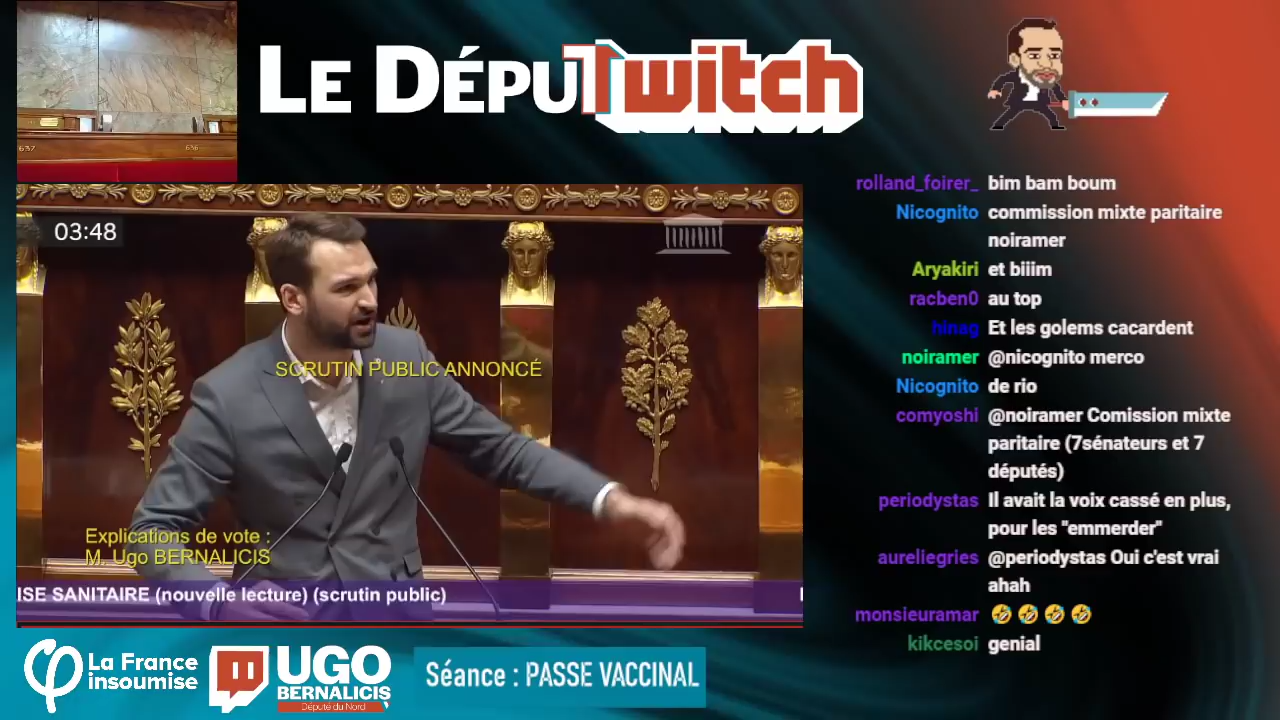 LE DÉPUTwitch
637
636
03:48
SCRUTIN PUBLIC ANNONCÉ
Explications de vote :
M. Ugo BERNALICIS
ISE SANITAIRE (nouvelle lecture) (scrutin public)
rolland_foirer_ bim bam boum
Nicognito commission mixte paritaire
noiramer
Aryakiri et biiim
racben0 au top
hinag Et les golems cacardent
noiramer @nicognito merco
Nicognito de rio
comyoshi @noiramer Comission mixte
paritaire (7sénateurs et 7
députés)
periodystas Il avait la voix cassé en plus,
pour les "emmerder"
aureliegries @periodystas Oui c'est vrai
ahah
monsieuramar 🤣 🤣 🤣 🤣
kikcesoi genial
La France
insoumise
UGO
BERNALICIS
Député du Nord
Séance : PASSE VACCINAL